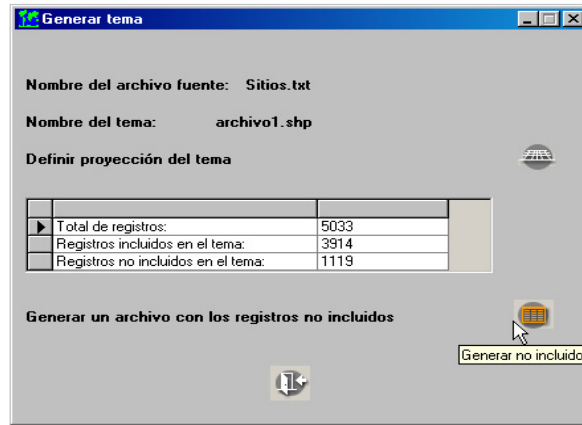 Generar tema
Nombre del archivo fuente: Sitios.txt
Nombre del tema: archivo1.shp
Definir proyección del tema
Total de registros: 5033
Registros incluidos en el tema: 3914
Registros no incluidos en el tema: 1119
Generar un archivo con los registros no incluidos
Generar no incluido